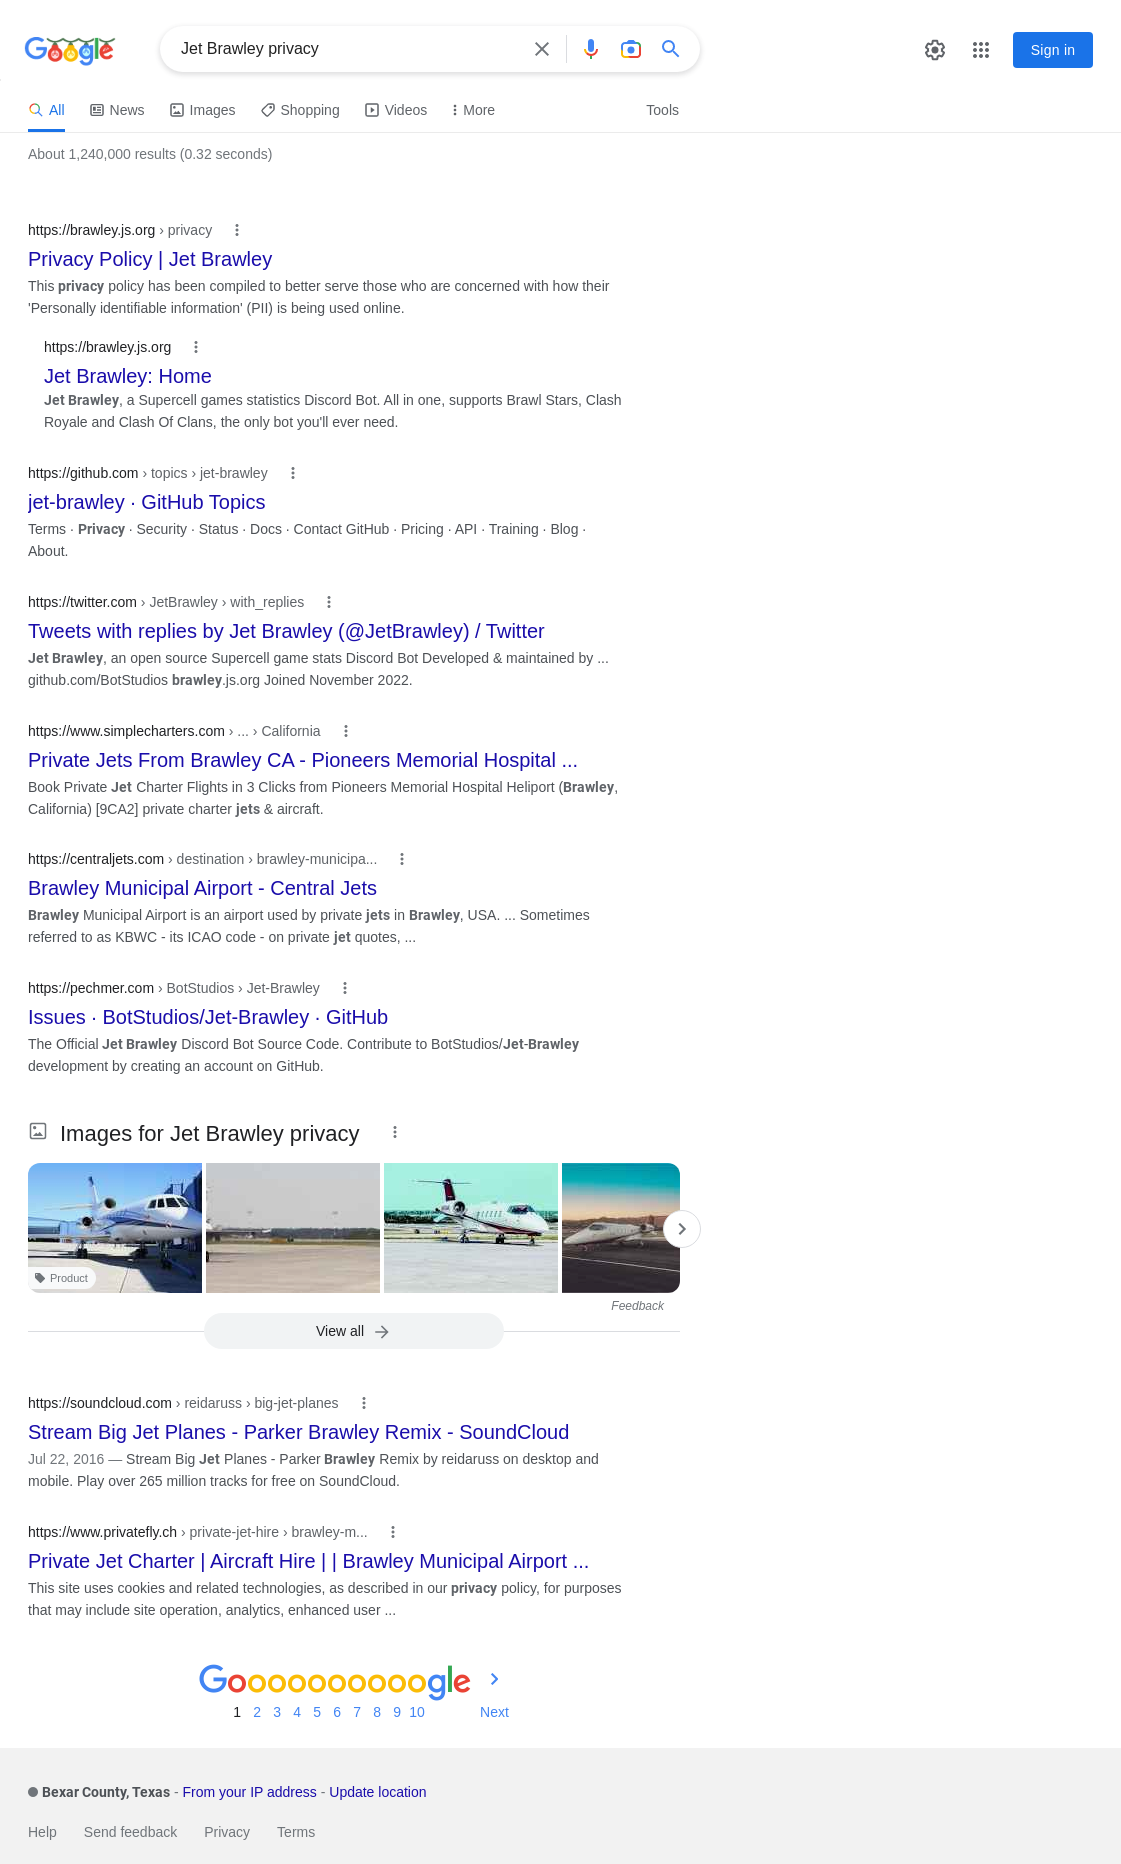 Google
Jet Brawley privacy
Sign in
All
News
Images
Shopping
Videos
More
Tools
About 1,240,000 results (0.32 seconds)
https://brawley.js.org › privacy
Privacy Policy | Jet Brawley
This privacy policy has been compiled to better serve those who are concerned with how their
'Personally identifiable information' (PII) is being used online.
https://brawley.js.org
Jet Brawley: Home
Jet Brawley, a Supercell games statistics Discord Bot. All in one, supports Brawl Stars, Clash
Royale and Clash Of Clans, the only bot you'll ever need.
https://github.com › topics › jet-brawley
jet-brawley · GitHub Topics
Terms · Privacy · Security · Status · Docs · Contact GitHub · Pricing · API · Training · Blog ·
About.
https://twitter.com › JetBrawley › with_replies
Tweets with replies by Jet Brawley (@JetBrawley) / Twitter
Jet Brawley, an open source Supercell game stats Discord Bot Developed & maintained by ...
github.com/BotStudios brawley.js.org Joined November 2022.
https://www.simplecharters.com › ... › California
Private Jets From Brawley CA - Pioneers Memorial Hospital ...
Book Private Jet Charter Flights in 3 Clicks from Pioneers Memorial Hospital Heliport (Brawley,
California) [9CA2] private charter jets & aircraft.
https://centraljets.com › destination › brawley-municipa...
Brawley Municipal Airport - Central Jets
Brawley Municipal Airport is an airport used by private jets in Brawley, USA. ... Sometimes
referred to as KBWC - its ICAO code - on private jet quotes, ...
https://pechmer.com › BotStudios › Jet-Brawley
Issues · BotStudios/Jet-Brawley · GitHub
The Official Jet Brawley Discord Bot Source Code. Contribute to BotStudios/Jet-Brawley
development by creating an account on GitHub.
Images for Jet Brawley privacy
Product
Feedback
View all
https://soundcloud.com › reidaruss › big-jet-planes
Stream Big Jet Planes - Parker Brawley Remix - SoundCloud
Jul 22, 2016 — Stream Big Jet Planes - Parker Brawley Remix by reidaruss on desktop and
mobile. Play over 265 million tracks for free on SoundCloud.
https://www.privatefly.ch › private-jet-hire › brawley-m...
Private Jet Charter | Aircraft Hire | | Brawley Municipal Airport ...
This site uses cookies and related technologies, as described in our privacy policy, for purposes
that may include site operation, analytics, enhanced user ...
Goooooooooogle
1 2 3 4 5 6 7 8 9 10 Next
Bexar County, Texas - From your IP address - Update location
Help Send feedback Privacy Terms